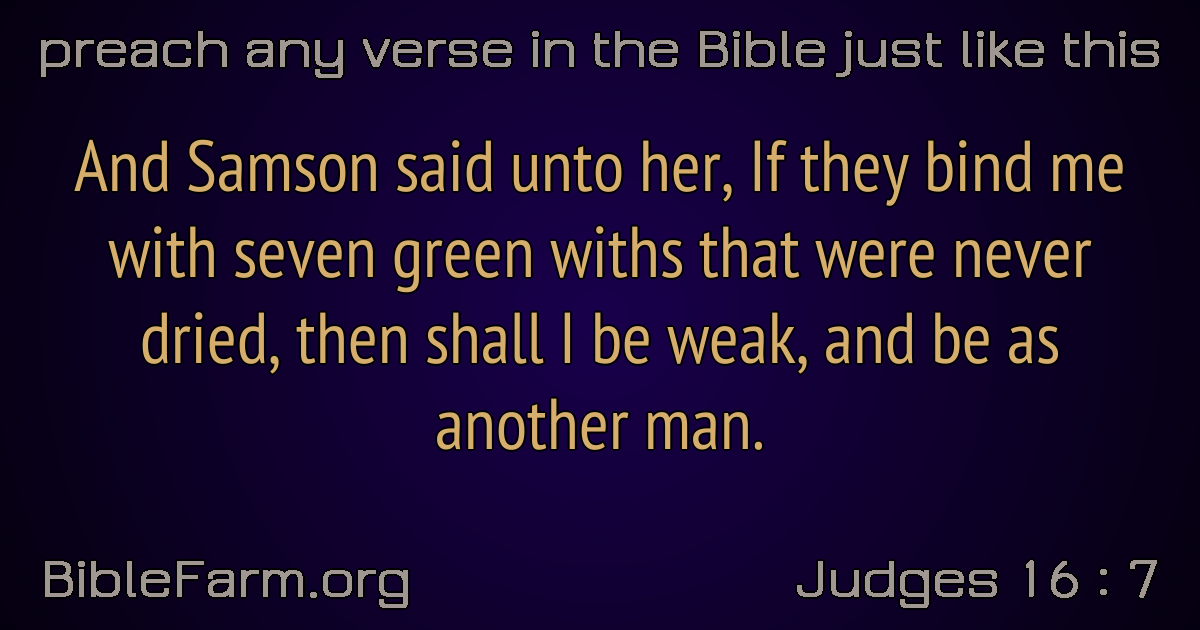 preach any verse in the Bible just like this
And Samson said unto her, If they bind me
with seven green withs that were never
dried, then shall I be weak, and be as
another man.
BibleFarm.org
Judges 16 : 7